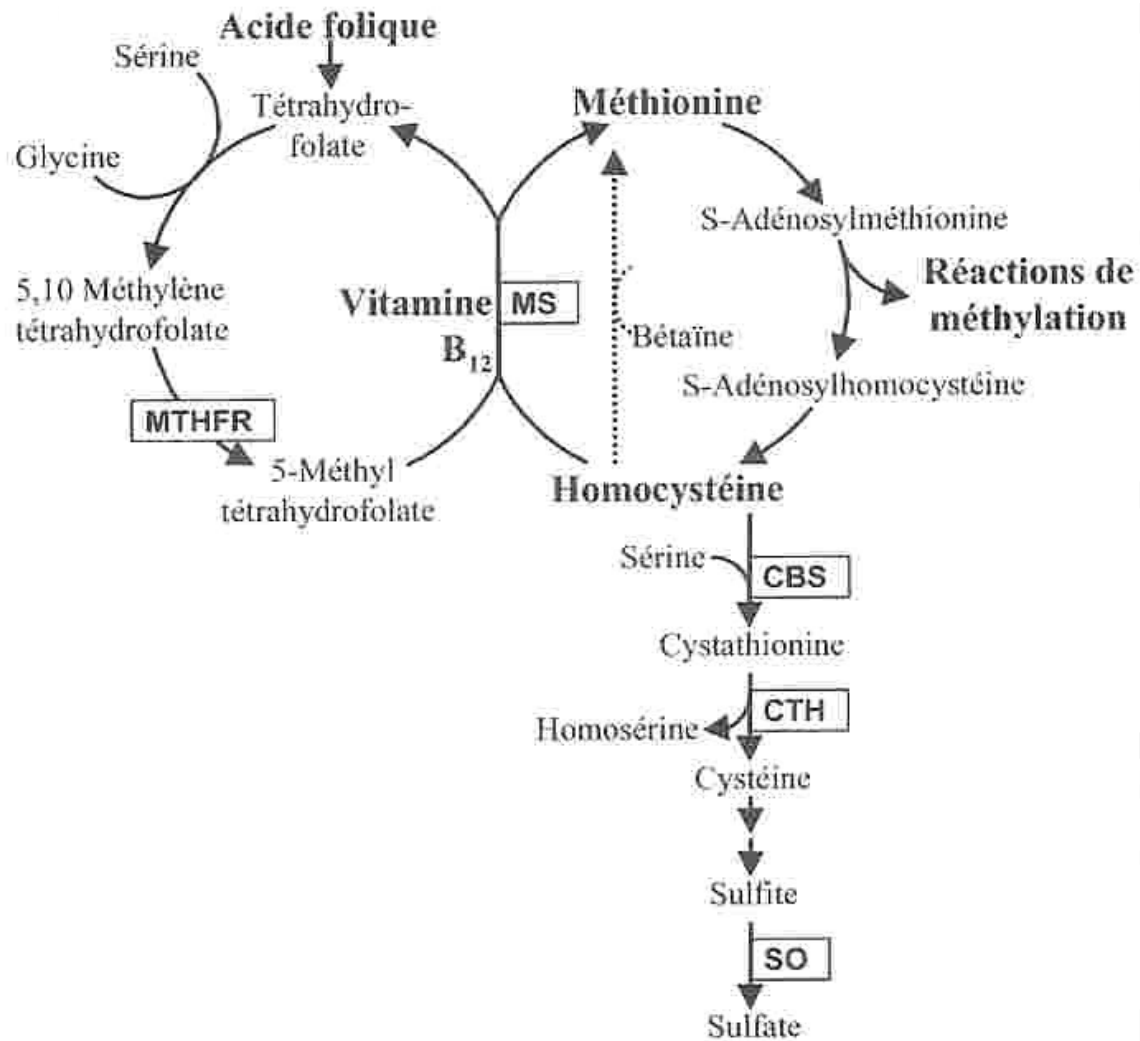 Acide folique
Sérine
Tétrahydro-
folate
Méthionine
Glycine
S-Adénosylméthionine
5,10 Méthylène
tétrahydrofolate
Vitamine
B12
MS
Réactions de
méthylation
Bétaïne
S-Adénosylhomocystéine
MTHFR
5-Méthyl
tétrahydrofolate
Homocystéine
Sérine
CBS
Cystathionine
CTH
Homosérine
Cystéine
Sulfite
SO
Sulfate